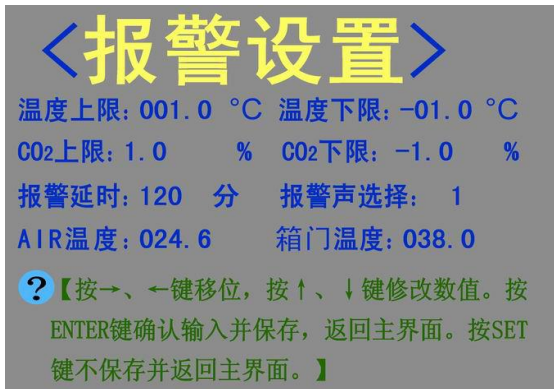 <报警设置>
温度上限: 001.0 °C 温度下限: -01.0 °C
CO2上限: 1.0 % CO2下限: -1.0 %
报警延时: 120 分 报警声选择: 1
AIR温度: 024.6 箱门温度: 038.0
?【按→、←键移位，按↑、↓键修改数值。按
ENTER键确认输入并保存，返回主界面。按SET
键不保存并返回主界面。】